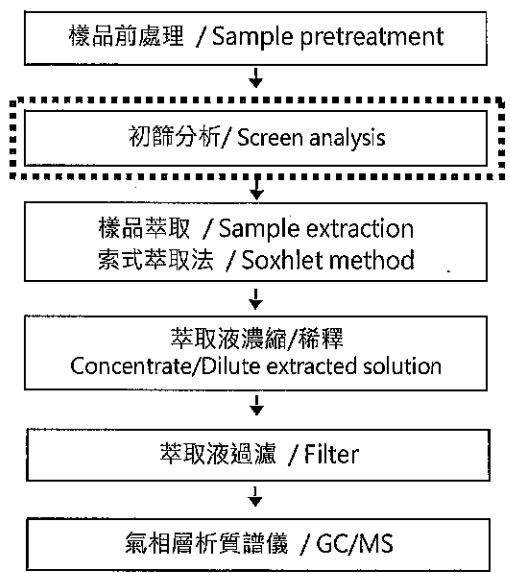 樣品前處理 / Sample pretreatment
初篩分析/ Screen analysis
樣品萃取 / Sample extraction
索式萃取法 / Soxhlet method
萃取液濃縮/稀釋
Concentrate/Dilute extracted solution
萃取液過濾 / Filter
氣相層析質譜儀 / GC/MS